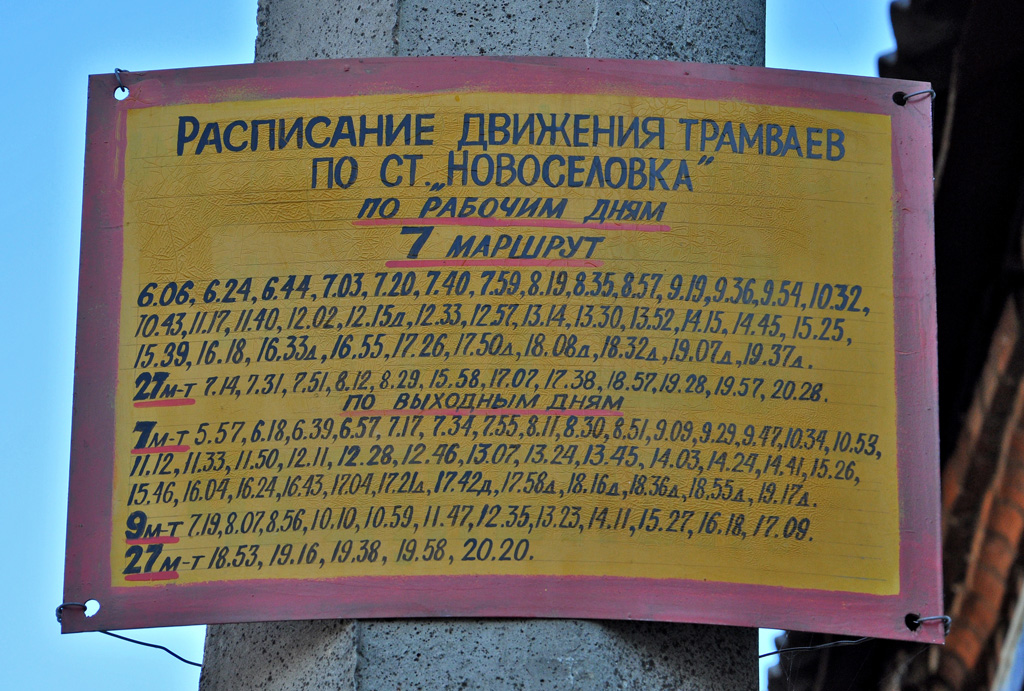 РАСПИСАНИЕ ДВИЖЕНИЯ ТРАМВАЕВ
ПО СТ. „НОВОСЕЛОВКА”
ПО РАБОЧИМ ДНЯМ
7 МАРШРУТ
6.06, 6.24, 6.44, 7.03, 7.20, 7.40, 7.59, 8.19, 8.35, 8.57, 9.19, 9.36, 9.54, 10.32,
10.43, 11.17, 11.40, 12.02, 12.15д, 12.33, 12.57, 13.14, 13.30, 13.52, 14.15, 14.45, 15.25,
15.39, 16.18, 16.33д, 16.55, 17.26, 17.50д, 18.08д, 18.32д, 19.07д, 19.37д.
27 М-Т 7.14, 7.31, 7.51, 8.12, 8.29, 15.58, 17.07, 17.38, 18.57, 19.28, 19.57, 20.28.
ПО ВЫХОДНЫМ ДНЯМ
7 М-Т 5.57, 6.18, 6.39, 6.57, 7.17, 7.34, 7.55, 8.11, 8.30, 8.51, 9.09, 9.29, 9.47, 10.34, 10.53,
11.12, 11.33, 11.50, 12.11, 12.28, 12.46, 13.07, 13.24, 13.45, 14.03, 14.24, 14.41, 15.26,
15.46, 16.04, 16.24, 16.43, 17.04, 17.21д, 17.42д, 17.58д, 18.16д, 18.36д, 18.55д, 19.17д.
9 М-Т 7.19, 8.07, 8.56, 10.10, 10.59, 11.47, 12.35, 13.23, 14.11, 15.27, 16.18, 17.09.
27 М-Т 18.53, 19.16, 19.38, 19.58, 20.20.